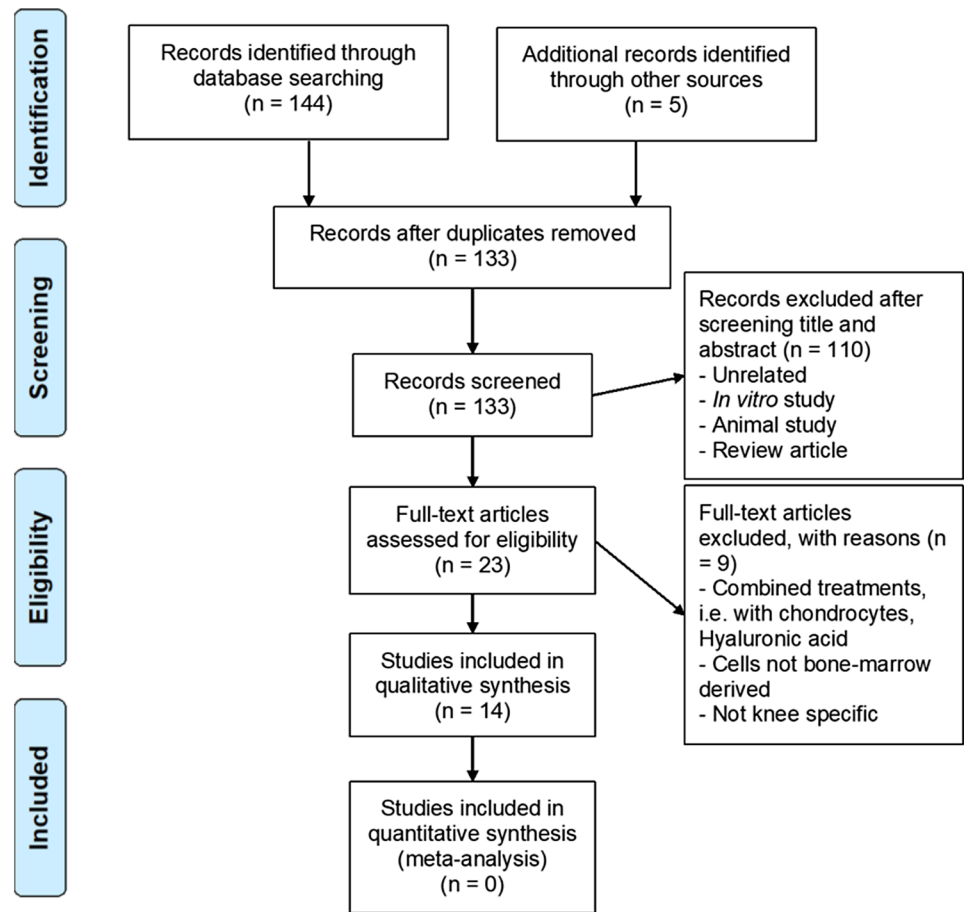 Identification
Records identified through
database searching
(n = 144)
Additional records identified
through other sources
(n = 5)
Records after duplicates removed
(n = 133)
Screening
Records screened
(n = 133)
Records excluded after
screening title and
abstract (n = 110)
- Unrelated
- In vitro study
- Animal study
- Review article
Eligibility
Full-text articles
assessed for eligibility
(n = 23)
Full-text articles
excluded, with reasons (n
= 9)
- Combined treatments,
i.e. with chondrocytes,
Hyaluronic acid
- Cells not bone-marrow
derived
- Not knee specific
Studies included in
qualitative synthesis
(n = 14)
Included
Studies included in
quantitative synthesis
(meta-analysis)
(n = 0)